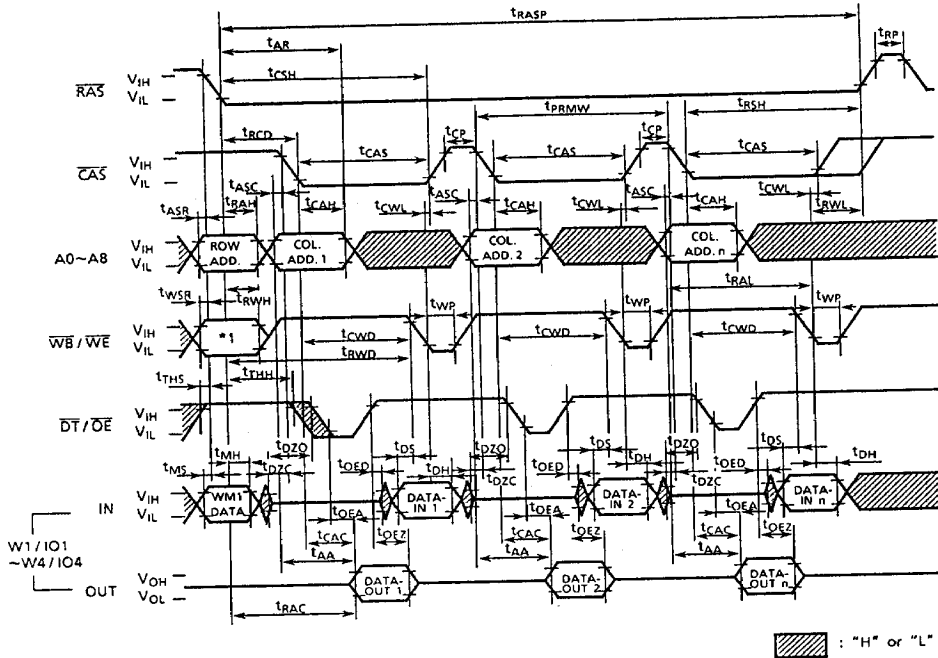 tRASP
tAR
tRP
tCSH
RAS VIH
VIL
tPRMW
tRSH
tRCD tCP tCP
tCAS tCAS tCAS
CAS VIH
VIL
tASC tASC tASC
tASR tRAH tCAH tCWL tCAH tCWL tCAH tCWL tRWL
A0~A8 VIH
VIL
ROW ADD.
COL. ADD. 1
COL. ADD. 2
COL. ADD. n
tRAL
tWSR tRWH tWP tWP tWP
WB/WE VIH
VIL
*1
tCWD tCWD tCWD
tRWD
tTHS tTHH
DT/OE VIH
VIL
tMS tMH tDZO tDZC tOED tDS tDH tDZO tDZC tOED tDS tDH tDZO tDZC tOED tDS tDH
IN VIH
VIL
WM1 DATA
DATA-IN 1
DATA-IN 2
DATA-IN n
tOEA tOEA tOEA
tCAC tOEZ tCAC tOEZ tCAC tOEZ
tAA tAA tAA
W1/IO1
~W4/IO4
OUT VOH
VOL
DATA-OUT 1
DATA-OUT 2
DATA-OUT n
tRAC
: "H" or "L"